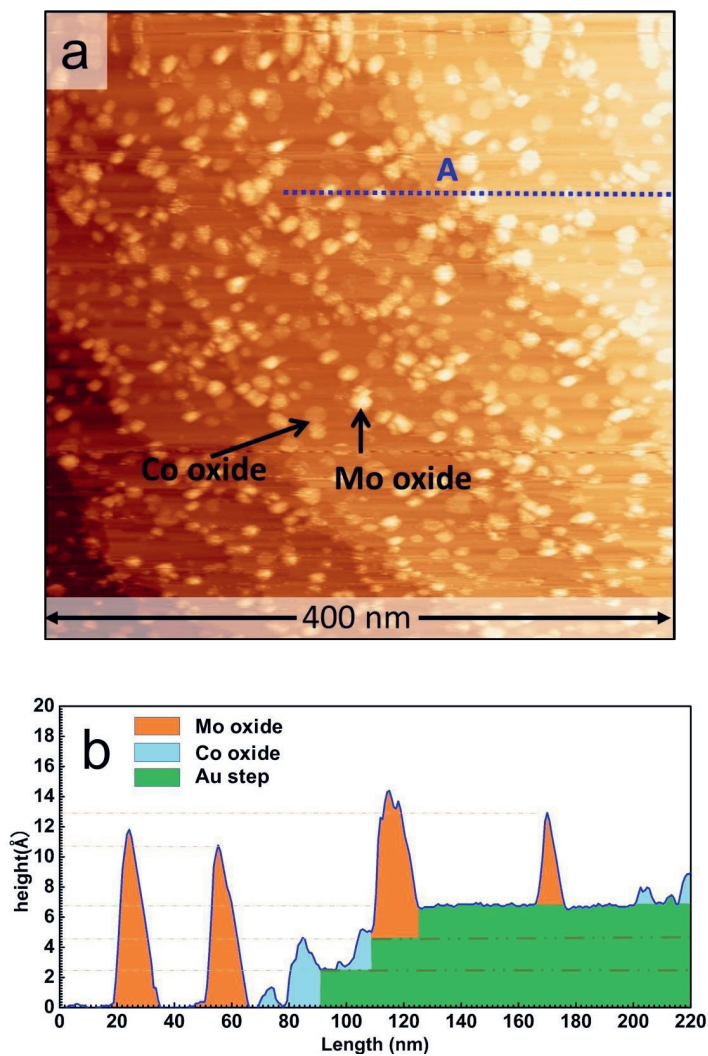 a
A
Co oxide
Mo oxide
400 nm
b
Mo oxide
Co oxide
Au step
height(Å)
20
18
16
14
12
10
8
6
4
2
0
0 20 40 60 80 100 120 140 160 180 200 220
Length (nm)